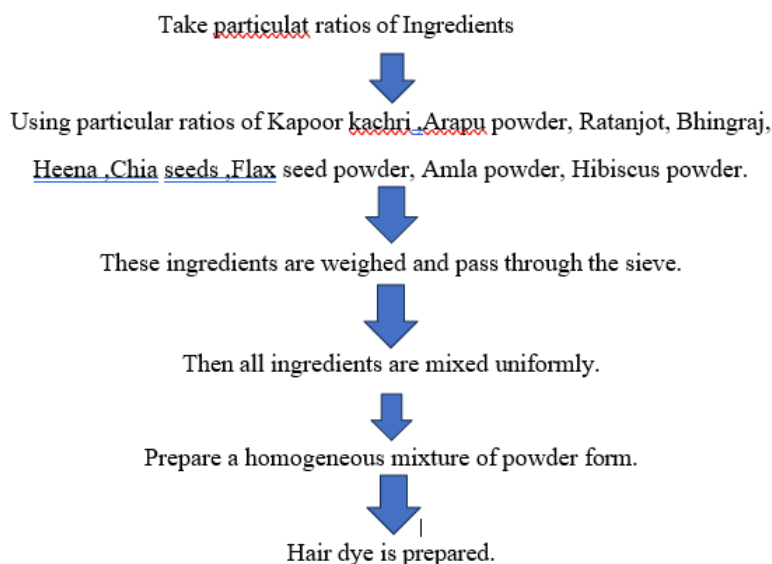 Take particulat ratios of Ingredients
Using particular ratios of Kapoor kachri ,Arapu powder, Ratanjot, Bhingraj,
Heena ,Chia seeds ,Flax seed powder, Amla powder, Hibiscus powder.
These ingredients are weighed and pass through the sieve.
Then all ingredients are mixed uniformly.
Prepare a homogeneous mixture of powder form.
Hair dye is prepared.